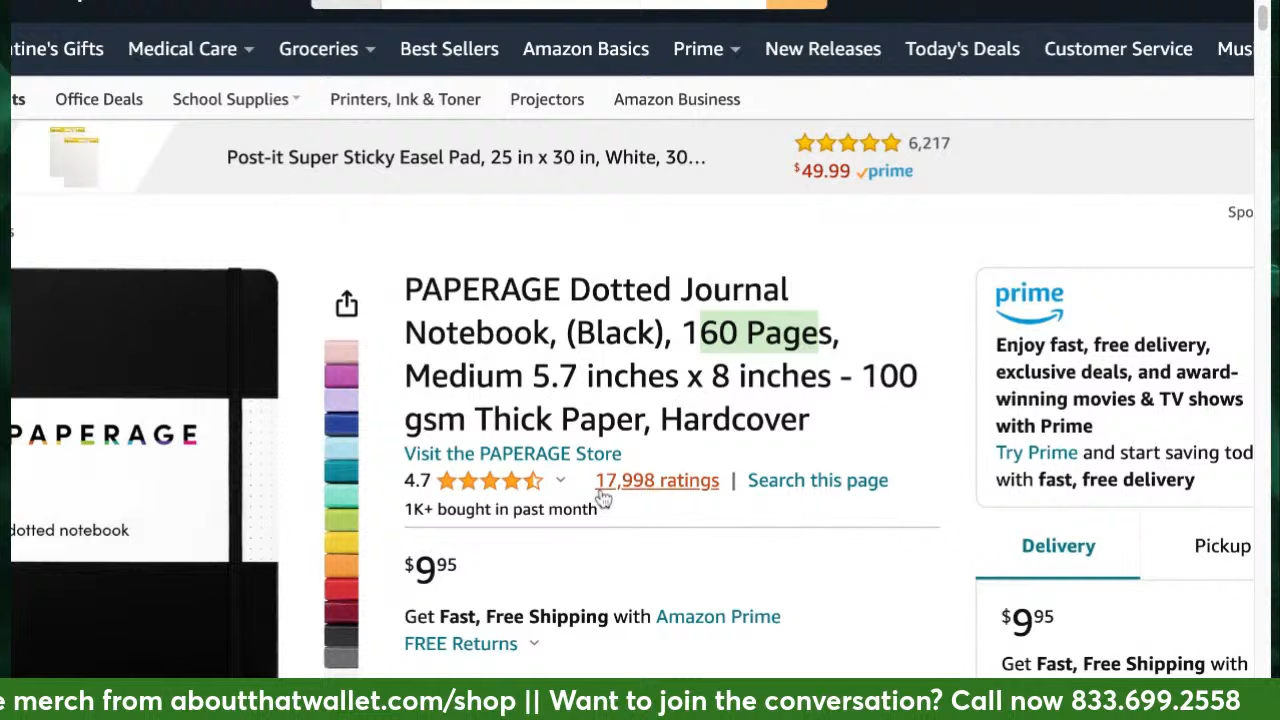 tine's Gifts Medical Care Groceries Best Sellers Amazon Basics Prime New Releases Today's Deals Customer Service Mus
ts Office Deals School Supplies Printers, Ink & Toner Projectors Amazon Business
Post-it Super Sticky Easel Pad, 25 in x 30 in, White, 30... 6,217
$49.99 prime
Spo
s
PAPERAGE Dotted Journal
Notebook, (Black), 160 Pages,
Medium 5.7 inches x 8 inches - 100
gsm Thick Paper, Hardcover
Visit the PAPERAGE Store
4.7 17,998 ratings | Search this page
1K+ bought in past month
$9.95
Get Fast, Free Shipping with Amazon Prime
FREE Returns
PAPERAGE
dotted notebook
prime
Enjoy fast, free delivery,
exclusive deals, and award-
winning movies & TV shows
with Prime
Try Prime and start saving tod
with fast, free delivery
Delivery Pickup
$9.95
Get Fast, Free Shipping with
e merch from aboutthatwallet.com/shop || Want to join the conversation? Call now 833.699.2558